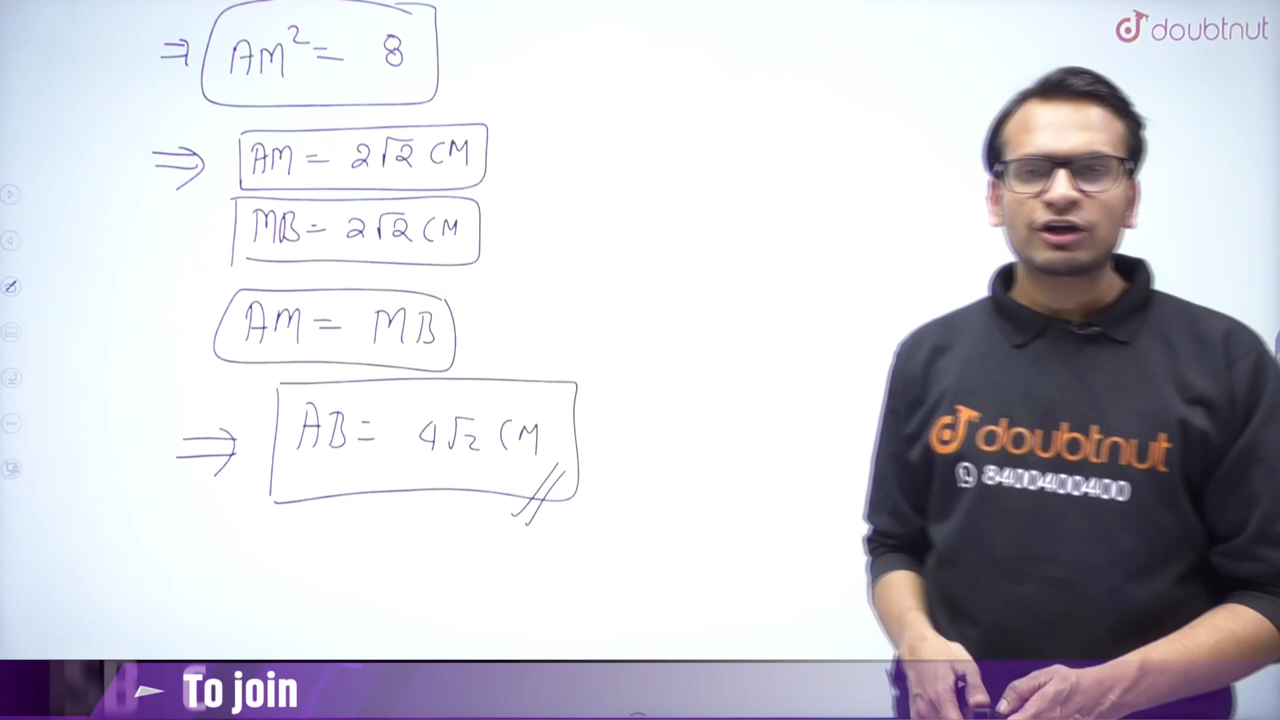 doubtnut
⇒ AM² = 8
⇒ AM = 2√2 CM
MB = 2√2 CM
AM = MB
⇒ AB = 4√2 CM
doubtnut
8400400400
To join